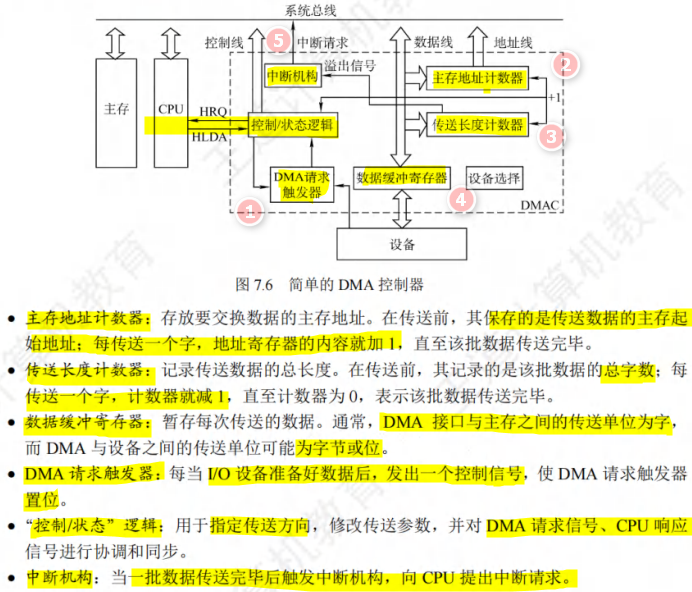 系统总线
控制线 ⑤ 中断请求 数据线 地址线
中断机构 溢出信号 主存地址计数器 ②
主存 CPU HRQ 控制/状态逻辑 传送长度计数器 +1 ③
HLDA
DMA请求触发器 数据缓冲寄存器 设备选择
① ④ DMAC
设备
图 7.6 简单的 DMA 控制器
● 主存地址计数器：存放要交换数据的主存地址。在传送前，其保存的是传送数据的主存起
始地址；每传送一个字，地址寄存器的内容就加 1，直至该批数据传送完毕。
● 传送长度计数器：记录传送数据的总长度。在传送前，其记录的是该批数据的总字数；每
传送一个字，计数器就减 1，直至计数器为 0，表示该批数据传送完毕。
● 数据缓冲寄存器：暂存每次传送的数据。通常，DMA 接口与主存之间的传送单位为字，
而 DMA 与设备之间的传送单位可能为字节或位。
● DMA 请求触发器：每当 I/O 设备准备好数据后，发出一个控制信号，使 DMA 请求触发器
置位。
● “控制/状态”逻辑：用于指定传送方向，修改传送参数，并对 DMA 请求信号、CPU 响应
信号进行协调和同步。
● 中断机构：当一批数据传送完毕后触发中断机构，向 CPU 提出中断请求。